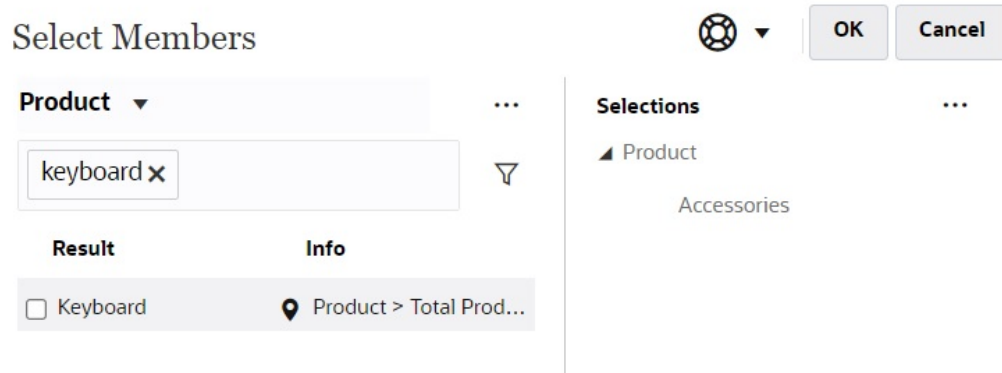 Select Members
OK
Cancel
Product
...
keyboard
Result
Info
Keyboard
Product > Total Prod...
Selections
...
Product
Accessories